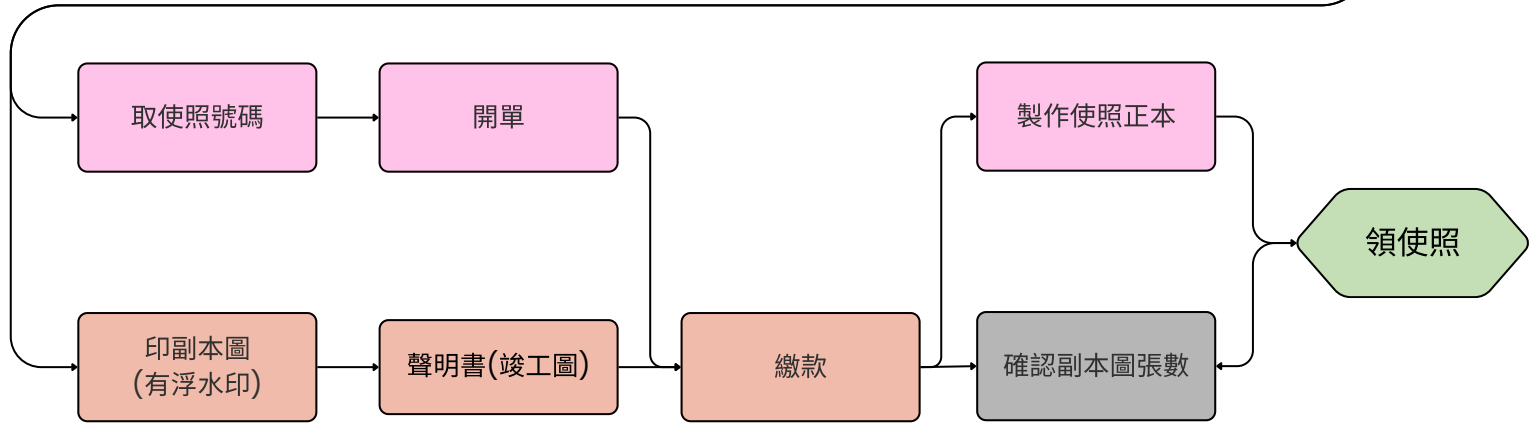 取使照號碼
開單
製作使照正本
領使照
印副本圖
(有浮水印)
聲明書(竣工圖)
繳款
確認副本圖張數